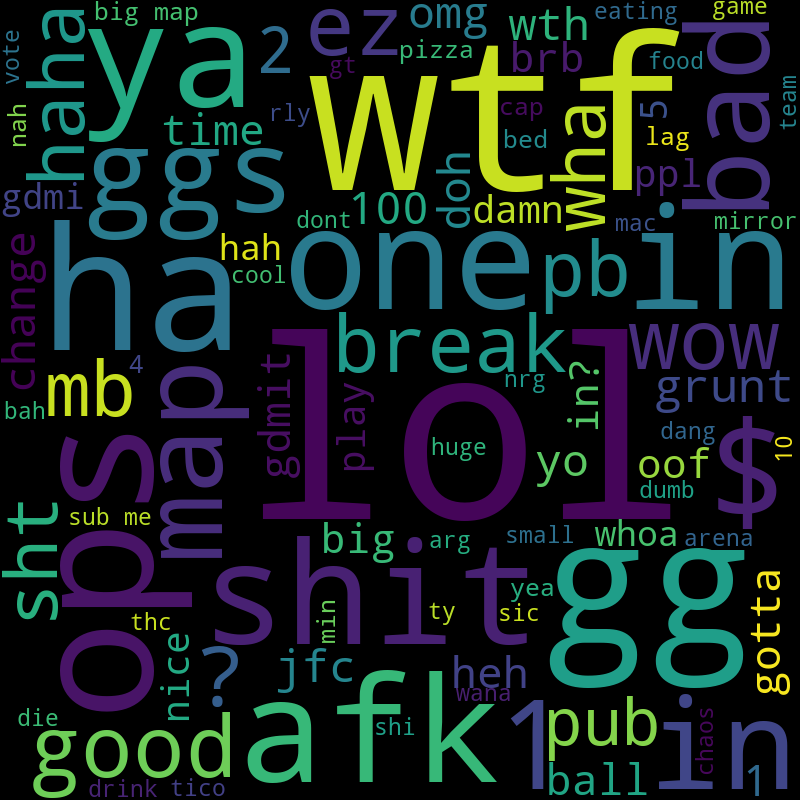 big map
ez
omg
eating
game
vote
haha
ya
2
wth
brb
pizza
gt
wtf
food
bad
team
nah
time
rly
cap
bed
wha
5
lag
ggs
gdmi
100
doh
damn
ppl
dont
mac
mirror
hah
cool
ha
one
pb
in
change
break
wow
mb
4
map
gdmit
play
nrg
in?
grunt
bah
lol
huge
yo
oof
dang
10
$
dumb
ops
sht
sub me
big
arg
small
whoa
arena
shit
gg
thc
min
ty
yea
sic
gotta
nice
?
jfc
heh
wana
die
good
afk
shi
1
pub
in
chaos
drink
tico
ball
1